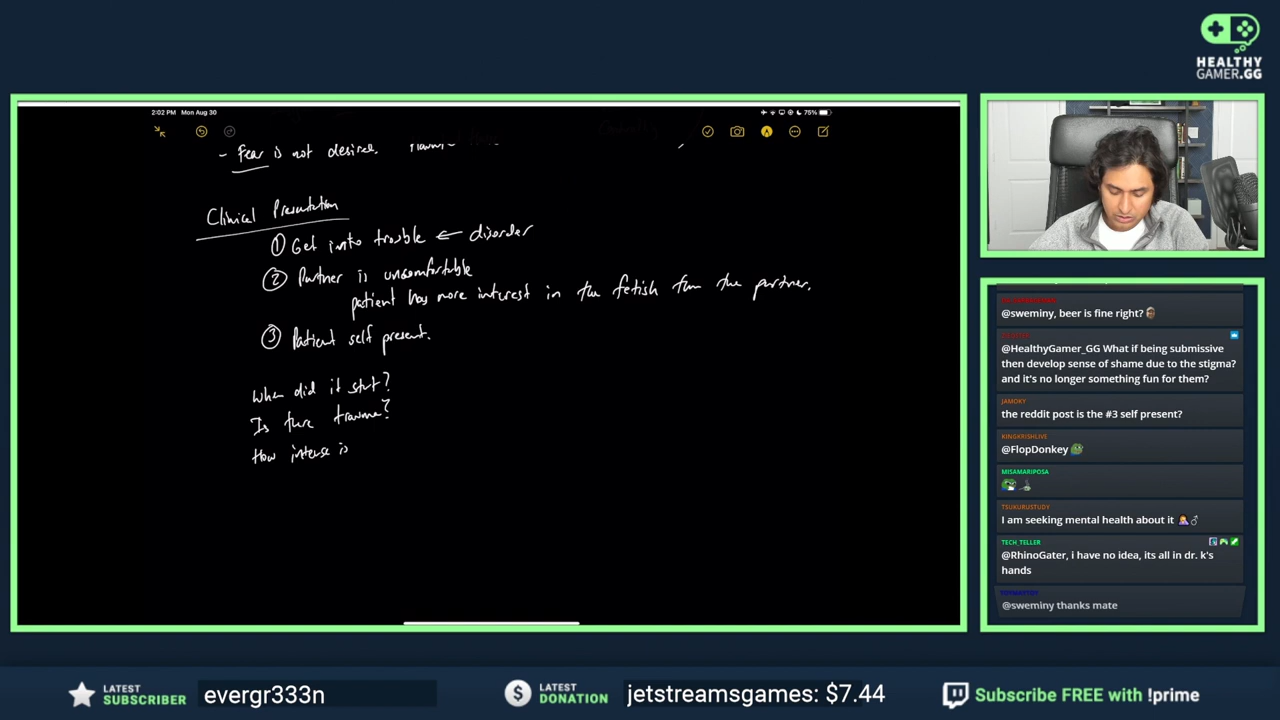 2:02 PM Mon Aug 30
75%
- Fear is not desired.
Clinical Presentation
① Get into trouble ← disorder
② Partner is uncomfortable
patient has more interest in the fetish than the partner.
③ Patient self present.
When did it start?
Is there trauma?
How intense is
HEALTHY
GAMER.GG
@sweminy, beer is fine right?
@HealthyGamer_GG What if being submissive
then develop sense of shame due to the stigma?
and it's no longer something fun for them?
JAMOKY
the reddit post is the #3 self present?
KINGKRISHLIVE
@FlopDonkey
MISAMARIPOSA
TSUKURUSTUDY
I am seeking mental health about it
TECH_TELLER
@RhinoGater, i have no idea, its all in dr. k's
hands
@sweminy thanks mate
LATEST
SUBSCRIBER
evergr333n
LATEST
DONATION
jetstreamsgames: $7.44
Subscribe FREE with !prime